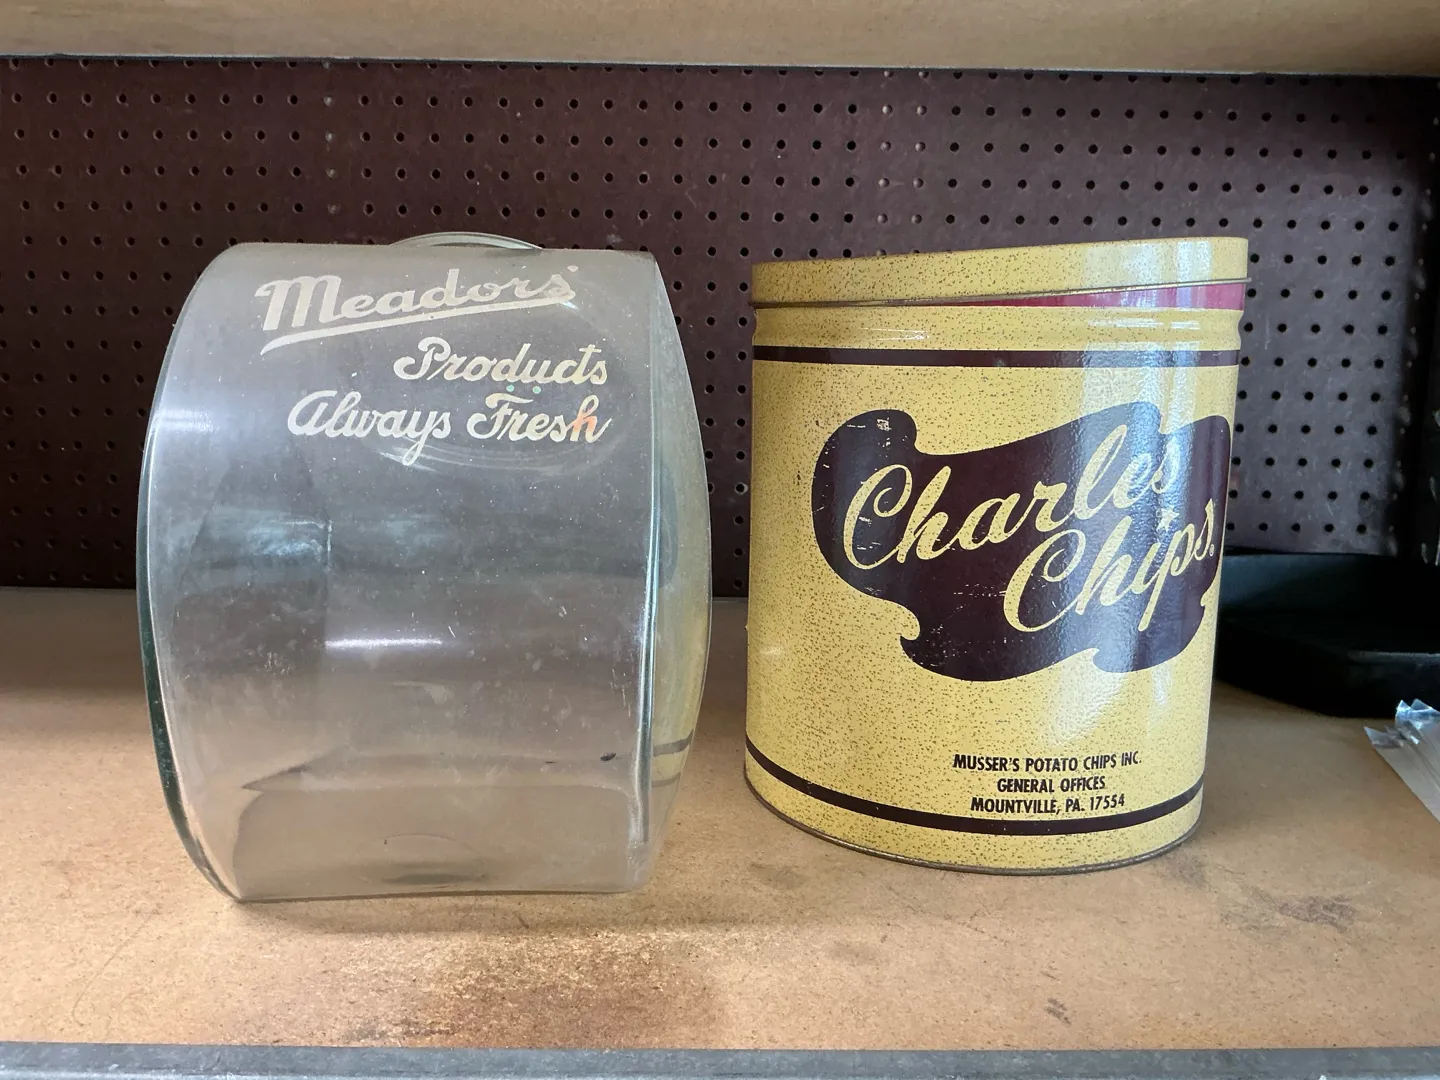 Meadors'
Products
Always Fresh
Charles
Chips®
MUSSER'S POTATO CHIPS INC.
GENERAL OFFICES
MOUNTVILLE, PA. 17554